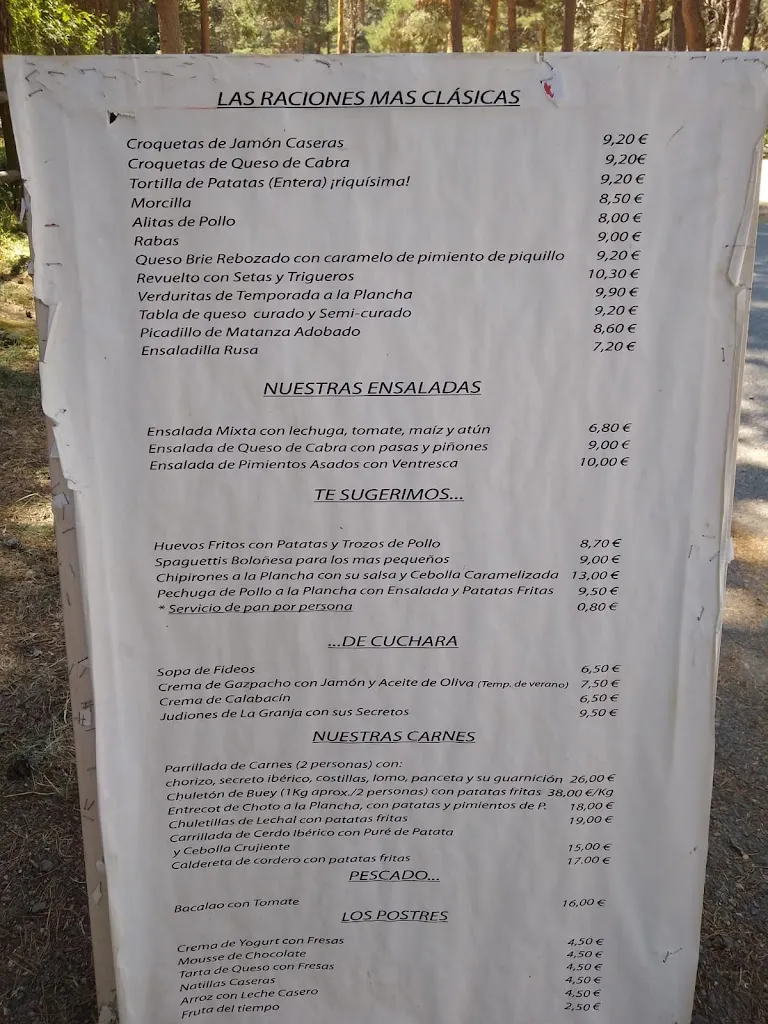 LAS RACIONES MAS CLÁSICAS
Croquetas de Jamón Caseras 9,20 €
Croquetas de Queso de Cabra 9,20€
Tortilla de Patatas (Entera) ¡riquísima! 9,20 €
Morcilla 8,50 €
Alitas de Pollo 8,00 €
Rabas 9,00 €
Queso Brie Rebozado con caramelo de pimiento de piquillo 9,20 €
Revuelto con Setas y Trigueros 10,30 €
Verduritas de Temporada a la Plancha 9,90 €
Tabla de queso curado y Semi-curado 9,20 €
Picadillo de Matanza Adobado 8,60 €
Ensaladilla Rusa 7,20 €
NUESTRAS ENSALADAS
Ensalada Mixta con lechuga, tomate, maíz y atún 6,80 €
Ensalada de Queso de Cabra con pasas y piñones 9,00 €
Ensalada de Pimientos Asados con Ventresca 10,00 €
TE SUGERIMOS...
Huevos Fritos con Patatas y Trozos de Pollo 8,70 €
Spaguettis Boloñesa para los mas pequeños 9,00 €
Chipirones a la Plancha con su salsa y Cebolla Caramelizada 13,00 €
Pechuga de Pollo a la Plancha con Ensalada y Patatas Fritas 9,50 €
* Servicio de pan por persona 0,80 €
...DE CUCHARA
Sopa de Fideos 6,50 €
Crema de Gazpacho con Jamón y Aceite de Oliva (Temp. de verano) 7,50 €
Crema de Calabacín 6,50 €
Judiones de La Granja con sus Secretos 9,50 €
NUESTRAS CARNES
Parrillada de Carnes (2 personas) con:
chorizo, secreto ibérico, costillas, lomo, panceta y su guarnición 26,00 €
Chuletón de Buey (1Kg aprox./2 personas) con patatas fritas 38,00 €/Kg
Entrecot de Choto a la Plancha, con patatas y pimientos de P. 18,00 €
Chuletillas de Lechal con patatas fritas 19,00 €
Carrillada de Cerdo Ibérico con Puré de Patata
y Cebolla Crujiente 15,00 €
Caldereta de cordero con patatas fritas 17.00 €
PESCADO...
Bacalao con Tomate 16,00 €
LOS POSTRES
Crema de Yogurt con Fresas 4,50 €
Mousse de Chocolate 4,50 €
Tarta de Queso con Fresas 4,50 €
Natillas Caseras 4,50 €
Arroz con Leche Casero 4,50 €
Fruta del tiempo 2,50 €